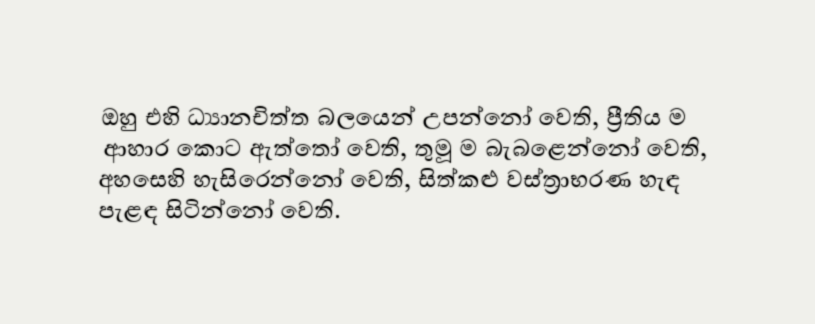 ඔහු එහි ධ්‍යානචිත්ත බලයෙන් උපන්නෝ වෙති, ප්‍රීතිය ම
ආහාර කොට ඇත්තෝ වෙති, තුමූ ම බැබළෙන්නෝ වෙති,
අහසෙහි හැසිරෙන්නෝ වෙති, සිත්කළු වස්ත්‍රාභරණ හැඳ
පැළඳ සිටින්නෝ වෙති.